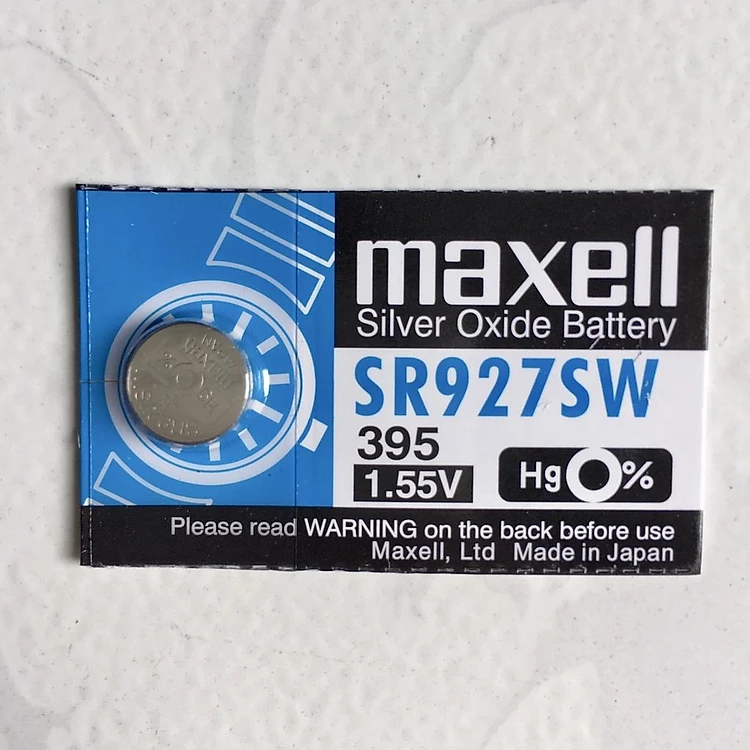 maxell
Silver Oxide Battery
SR927SW
395
1.55V
Hg0%
Please read WARNING on the back before use
Maxell, Ltd Made in Japan